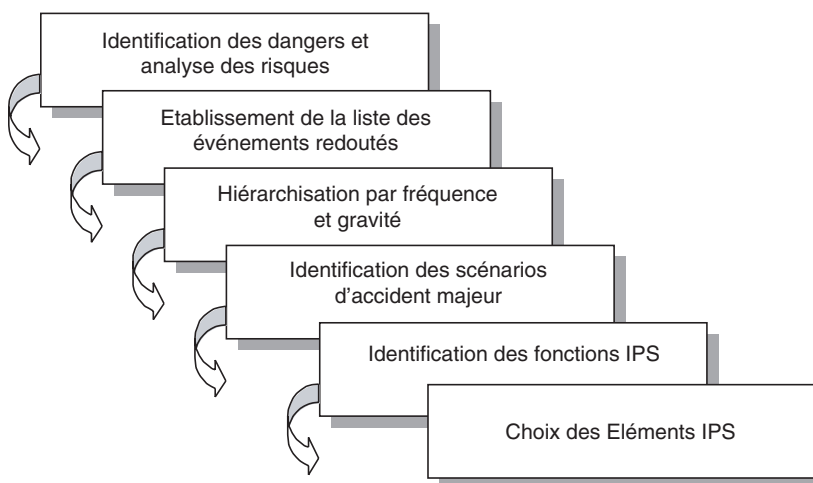 Identification des dangers et
analyse des risques
Etablissement de la liste des
événements redoutés
Hiérarchisation par fréquence
et gravité
Identification des scénarios
d'accident majeur
Identification des fonctions IPS
Choix des Eléments IPS